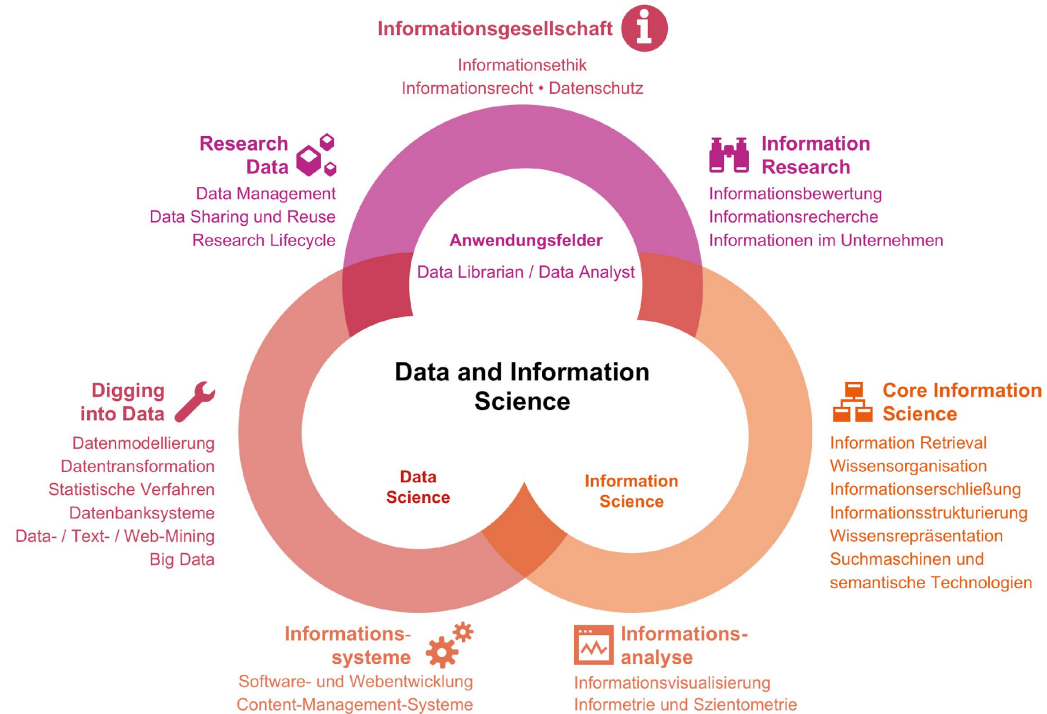 Informationsgesellschaft
Informationsethik
Informationsrecht • Datenschutz
Research
Data
Data Management
Data Sharing und Reuse
Research Lifecycle
Information
Research
Informationsbewertung
Informationsrecherche
Informationen im Unternehmen
Anwendungsfelder
Data Librarian / Data Analyst
Data and Information
Science
Digging
into Data
Datenmodellierung
Datentransformation
Statistische Verfahren
Datenbanksysteme
Data- / Text- / Web-Mining
Big Data
Data
Science
Information
Science
Core Information
Science
Information Retrieval
Wissensorganisation
Informationserschließung
Informationsstrukturierung
Wissensrepräsentation
Suchmaschinen und
semantische Technologien
Informations-
systeme
Software- und Webentwicklung
Content-Management-Systeme
Informations-
analyse
Informationsvisualisierung
Informetrie und Szientometrie